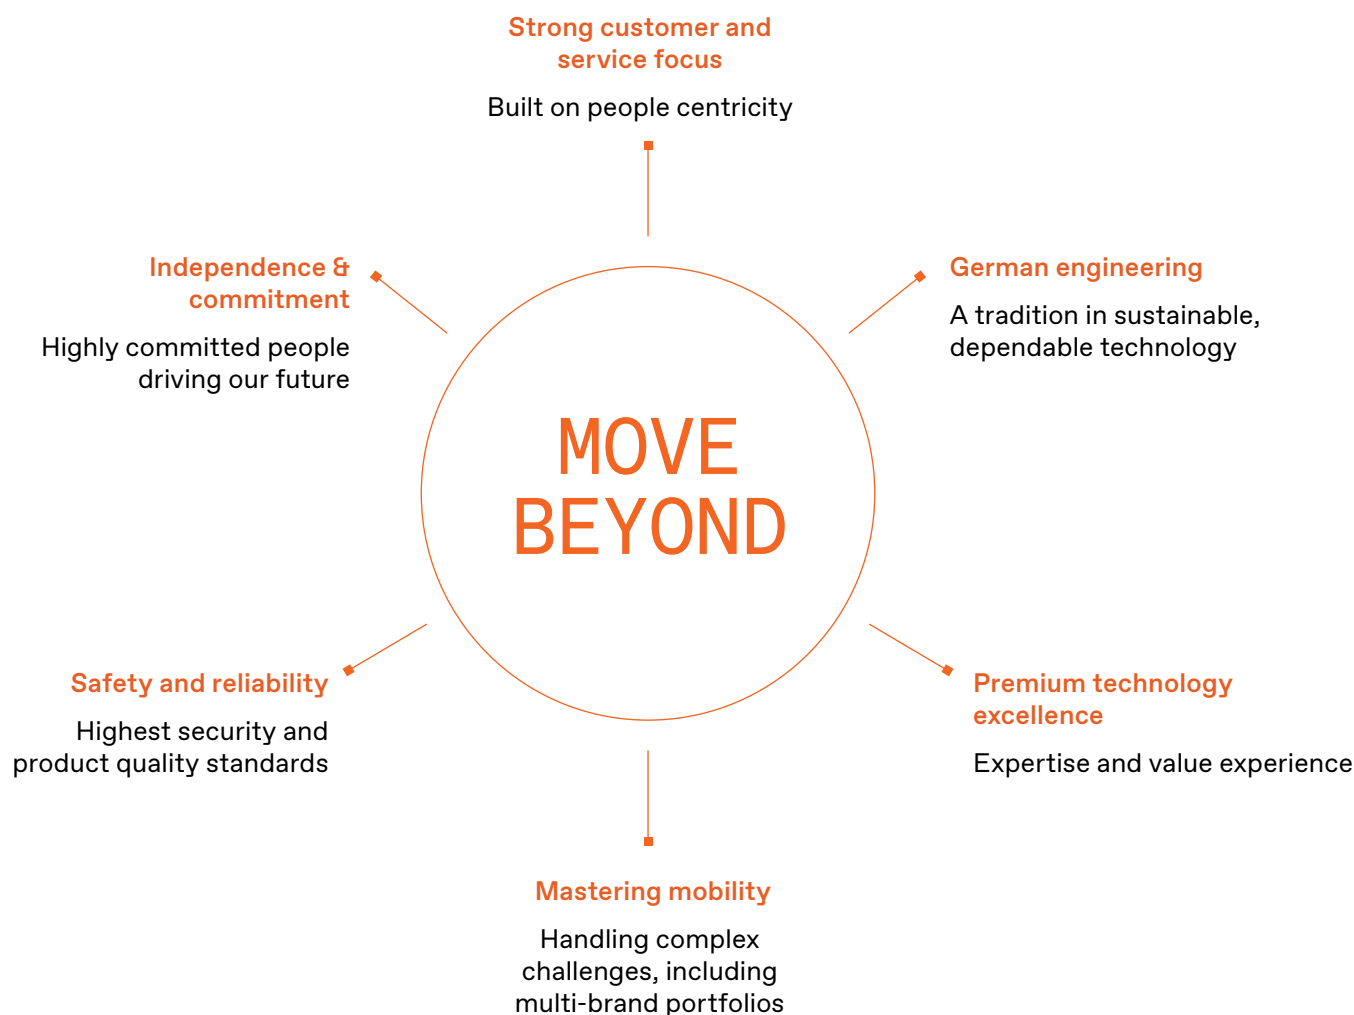 Strong customer and
service focus
Built on people centricity
Independence &
commitment
Highly committed people
driving our future
German engineering
A tradition in sustainable,
dependable technology
MOVE
BEYOND
Safety and reliability
Highest security and
product quality standards
Premium technology
excellence
Expertise and value experience
Mastering mobility
Handling complex
challenges, including
multi-brand portfolios